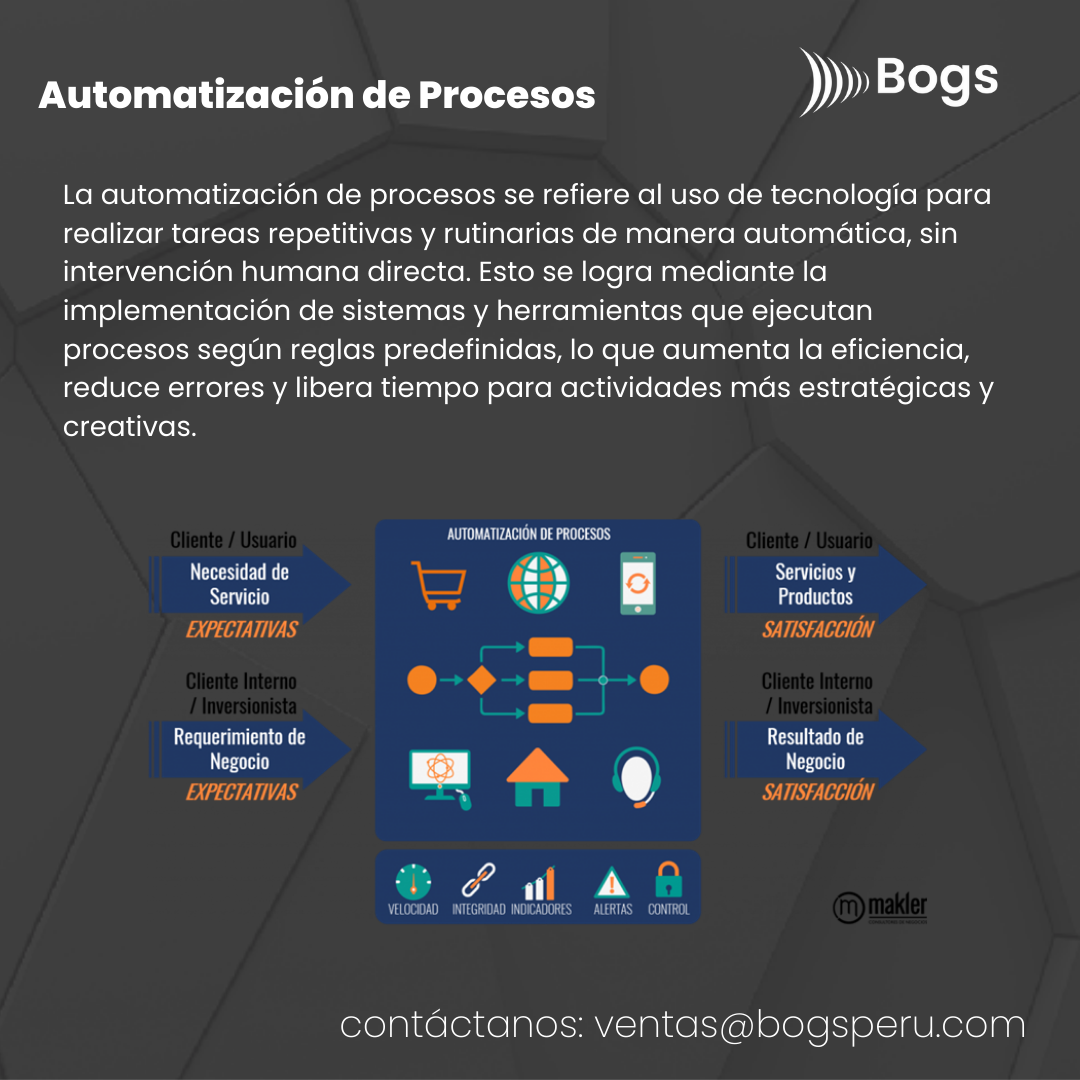 Automatización de Procesos
Bogs
La automatización de procesos se refiere al uso de tecnología para
realizar tareas repetitivas y rutinarias de manera automática, sin
intervención humana directa. Esto se logra mediante la
implementación de sistemas y herramientas que ejecutan
procesos según reglas predefinidas, lo que aumenta la eficiencia,
reduce errores y libera tiempo para actividades más estratégicas y
creativas.
Cliente / Usuario
Necesidad de
Servicio
EXPECTATIVAS
Cliente Interno
/ Inversionista
Requerimiento de
Negocio
EXPECTATIVAS
AUTOMATIZACIÓN DE PROCESOS
VELOCIDAD INTEGRIDAD INDICADORES ALERTAS CONTROL
Cliente / Usuario
Servicios y
Productos
SATISFACCIÓN
Cliente Interno
/ Inversionista
Resultado de
Negocio
SATISFACCIÓN
m makler
contáctanos: ventas@bogsperu.com